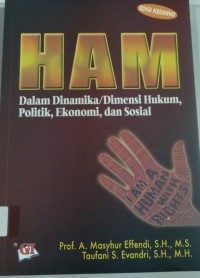 EDISI KEEMPAT
HAM
Dalam Dinamika/Dimensi Hukum,
Politik, Ekonomi, dan Sosial
I AM A
HUMAN
WITH
RIGHTS!
Prof. A. Masyhur Effendi, S.H., M.S.
Taufani S. Evandri, S.H., M.H.